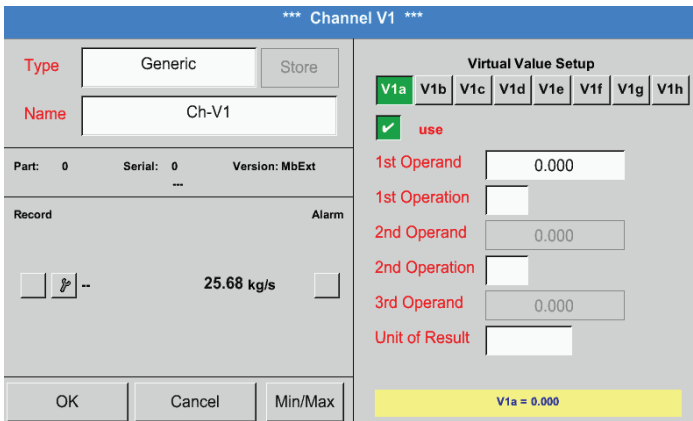 *** Channel V1 ***
Type Generic Store
Name Ch-V1
Part: 0 Serial: 0 Version: MbExt
---
Record Alarm
-- 25.68 kg/s
OK Cancel Min/Max
Virtual Value Setup
V1a V1b V1c V1d V1e V1f V1g V1h
use
1st Operand 0.000
1st Operation
2nd Operand 0.000
2nd Operation
3rd Operand 0.000
Unit of Result
V1a = 0.000